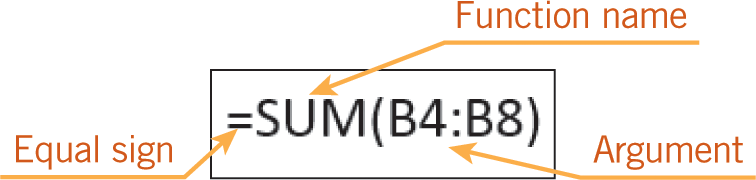 Function name
=SUM(B4:B8)
Equal sign
Argument